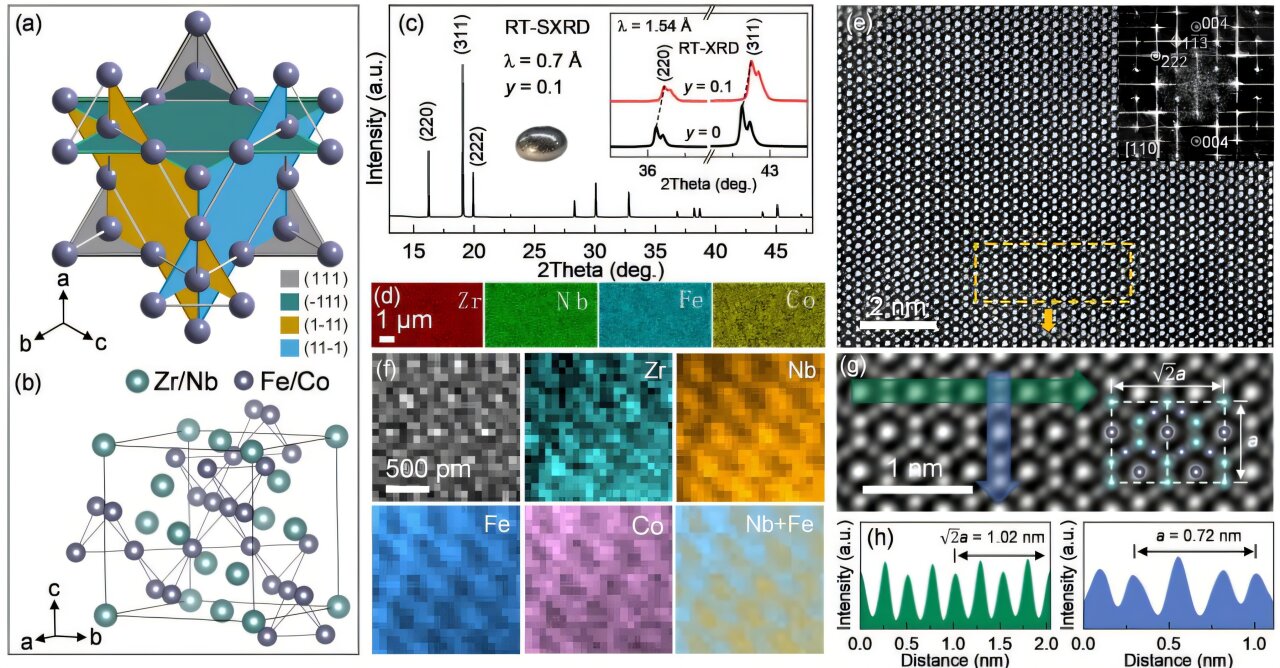 (a)
a
b
c
(111)
(-111)
(1-11)
(11-1)
(b)
Zr/Nb
Fe/Co
c
a
b
(c)
RT-SXRD
λ = 0.7 Å
y = 0.1
(220)
(311)
(222)
Intensity (a.u.)
15 20 25 30 35 40 45
2Theta (deg.)
λ = 1.54 Å
RT-XRD
(220)
(311)
y = 0.1
y = 0
36 43
2Theta (deg.)
(d)
1 μm
Zr
Nb
Fe
Co
(e)
2 nm
004
1-13
222
004
[110]
(f)
500 pm
Zr
Nb
Fe
Co
Nb+Fe
(g)
1 nm
√2a
a
(h)
√2a = 1.02 nm
Intensity (a.u.)
0.0 0.5 1.0 1.5 2.0
Distance (nm)
a = 0.72 nm
Intensity (a.u.)
0.0 0.5 1.0
Distance (nm)